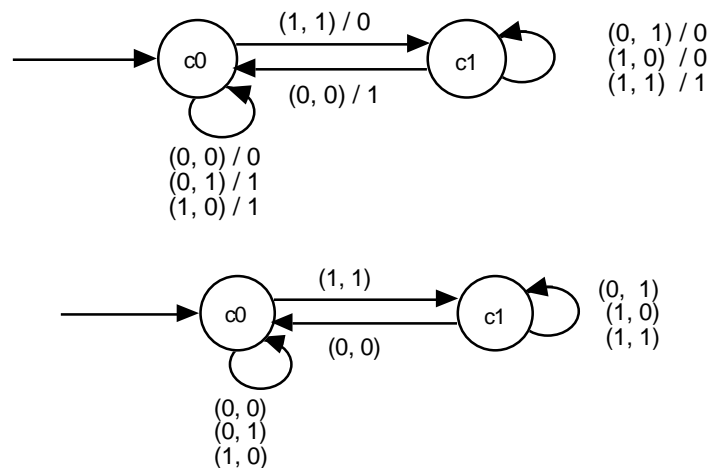 (1, 1) / 0
c0
c1
(0, 1) / 0
(1, 0) / 0
(1, 1) / 1
(0, 0) / 1
(0, 0) / 0
(0, 1) / 1
(1, 0) / 1
(1, 1)
c0
c1
(0, 1)
(1, 0)
(1, 1)
(0, 0)
(0, 0)
(0, 1)
(1, 0)